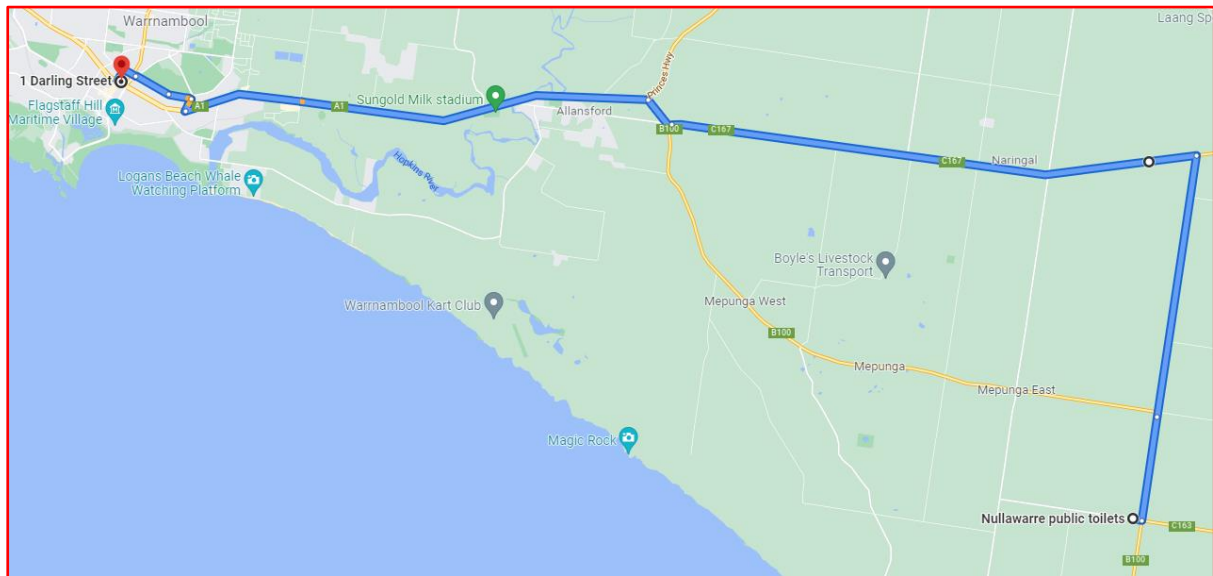 Warrnambool
Laang Sp
1 Darling Street
A1
A1
Sungold Milk stadium
Princes Hwy
Flagstaff Hill
Maritime Village
Allansford
B100
C167
C167
Naringal
Hopkins River
Logans Beach Whale
Watching Platform
Boyle's Livestock
Transport
Warrnambool Kart Club
Mepunga West
B100
Mepunga
Mepunga East
Magic Rock
Nullawarre public toilets
C163
B100